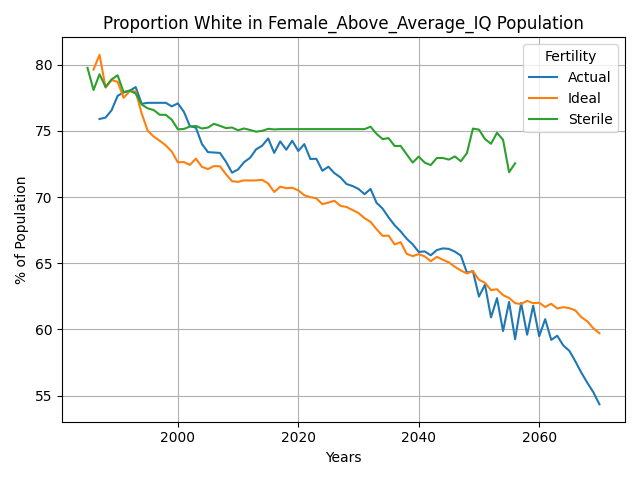 Proportion White in Female_Above_Average_IQ Population
Fertility
Actual
Ideal
Sterile
% of Population
80
75
70
65
60
55
2000
2020
2040
2060
Years